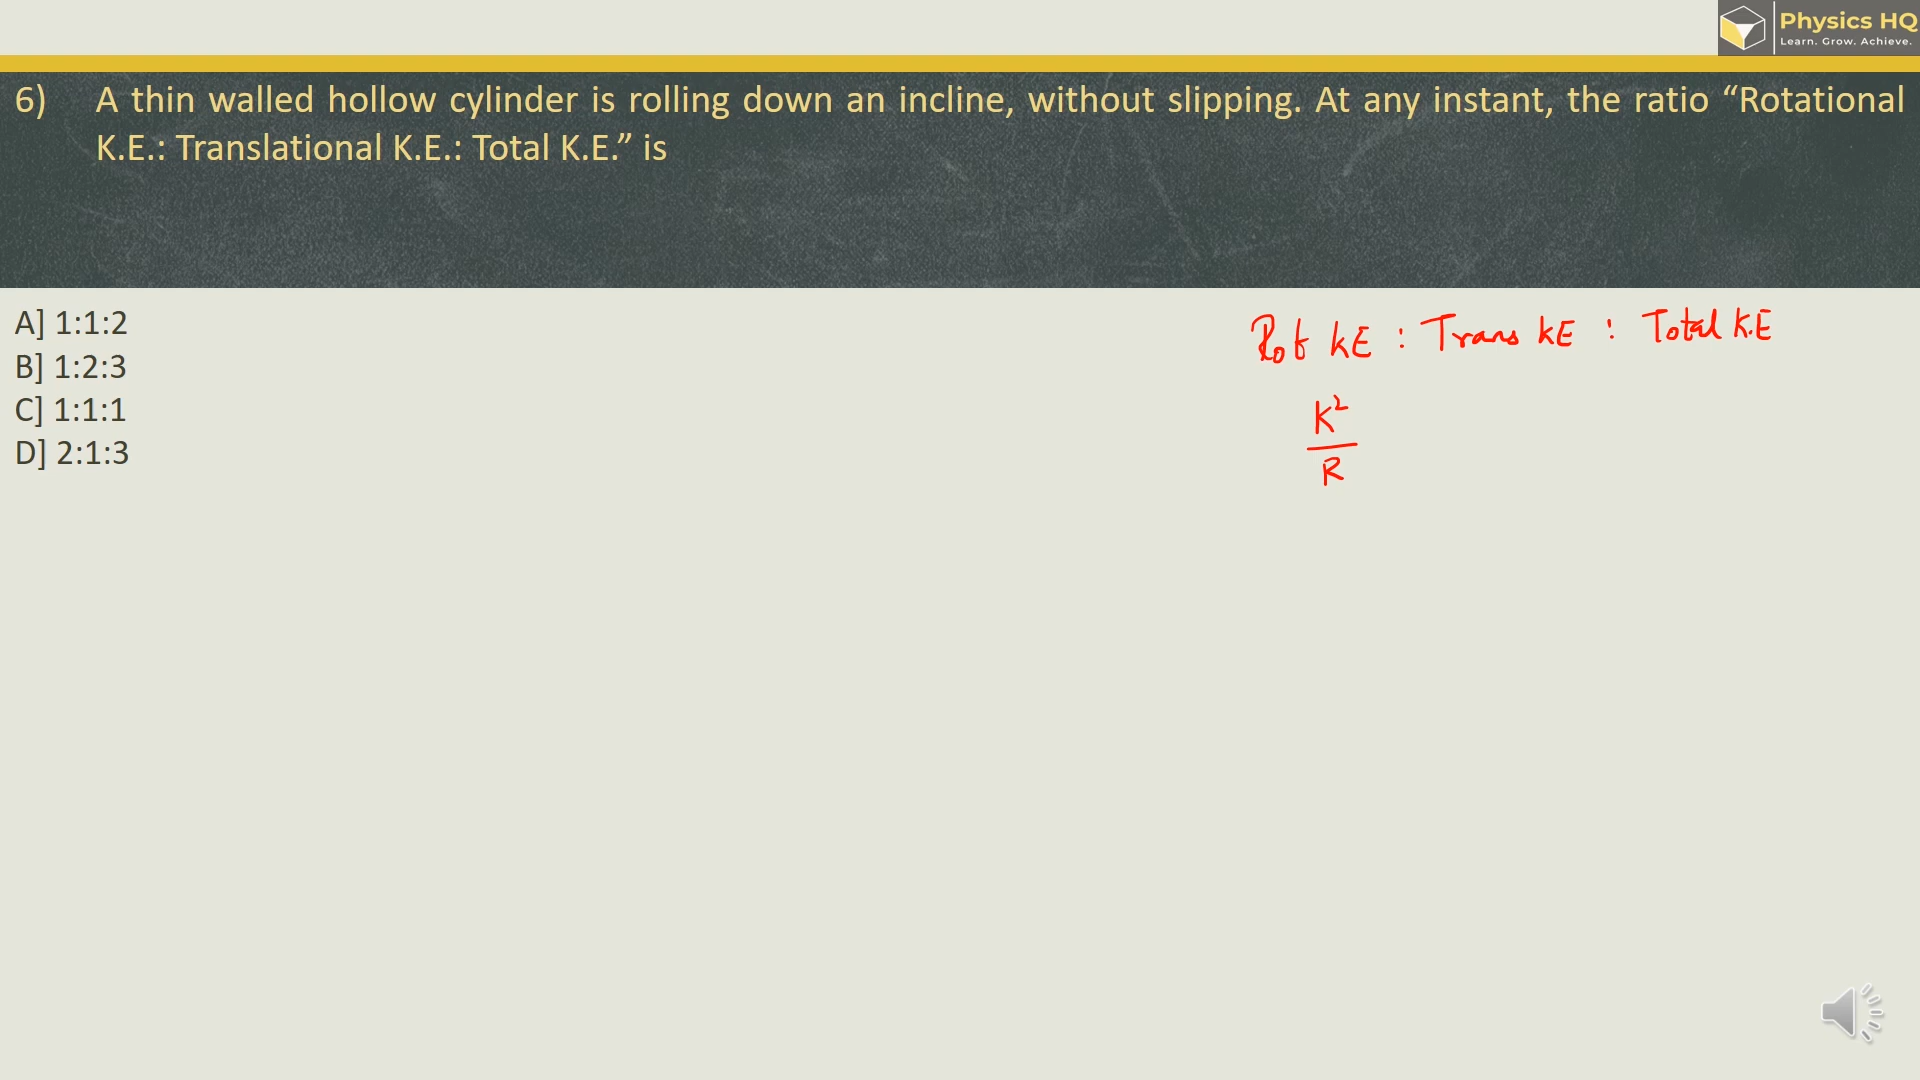 Physics HQ
Learn. Grow. Achieve.
6) A thin walled hollow cylinder is rolling down an incline, without slipping. At any instant, the ratio “Rotational
K.E.: Translational K.E.: Total K.E.” is
A] 1:1:2
B] 1:2:3
C] 1:1:1
D] 2:1:3
Rot KE : Trans KE : Total K.E
K²
R